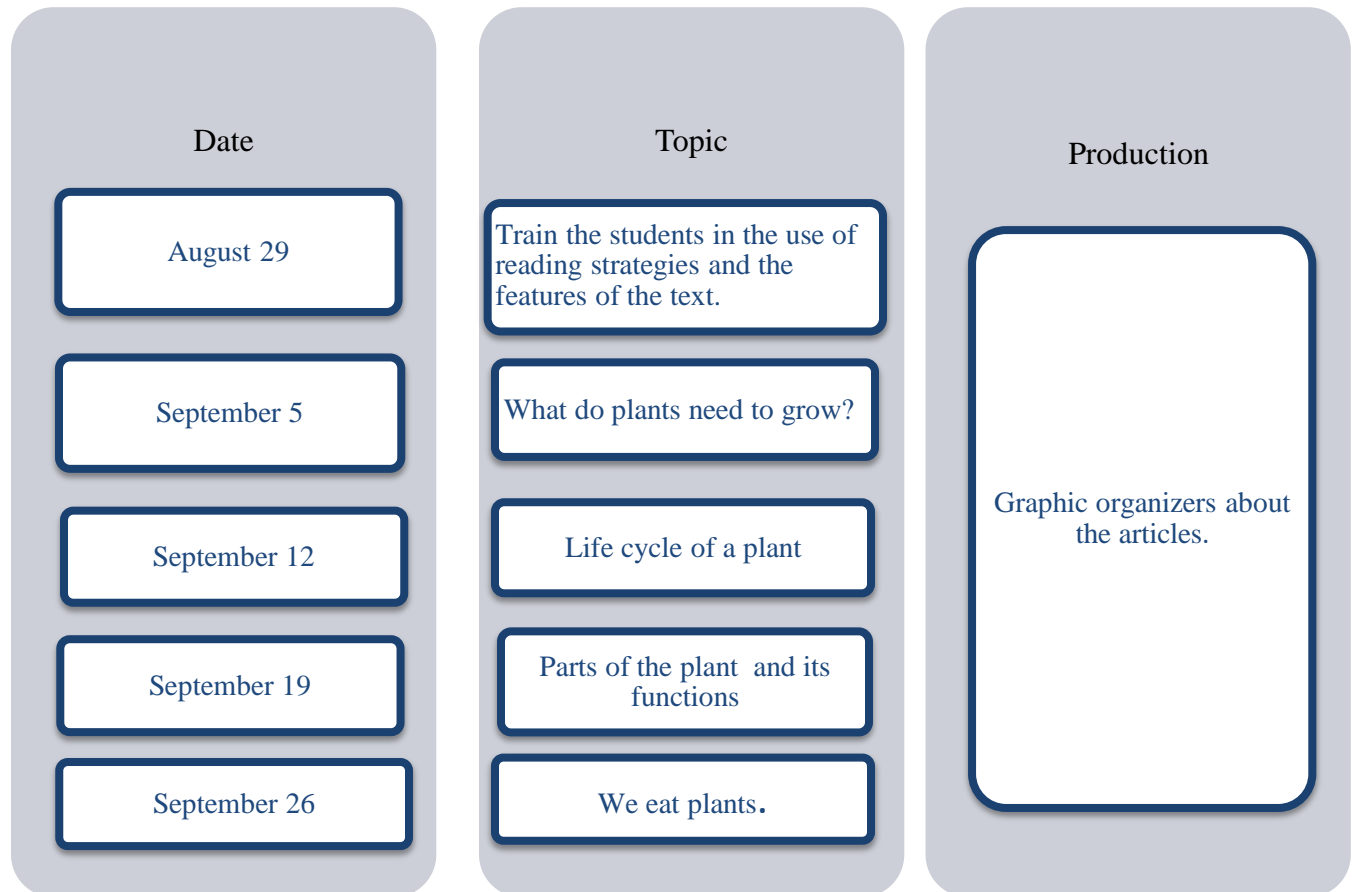 Date
August 29
September 5
September 12
September 19
September 26
Topic
Train the students in the use of
reading strategies and the
features of the text.
What do plants need to grow?
Life cycle of a plant
Parts of the plant  and its
functions
We eat plants.
Production
Graphic organizers about
the articles.